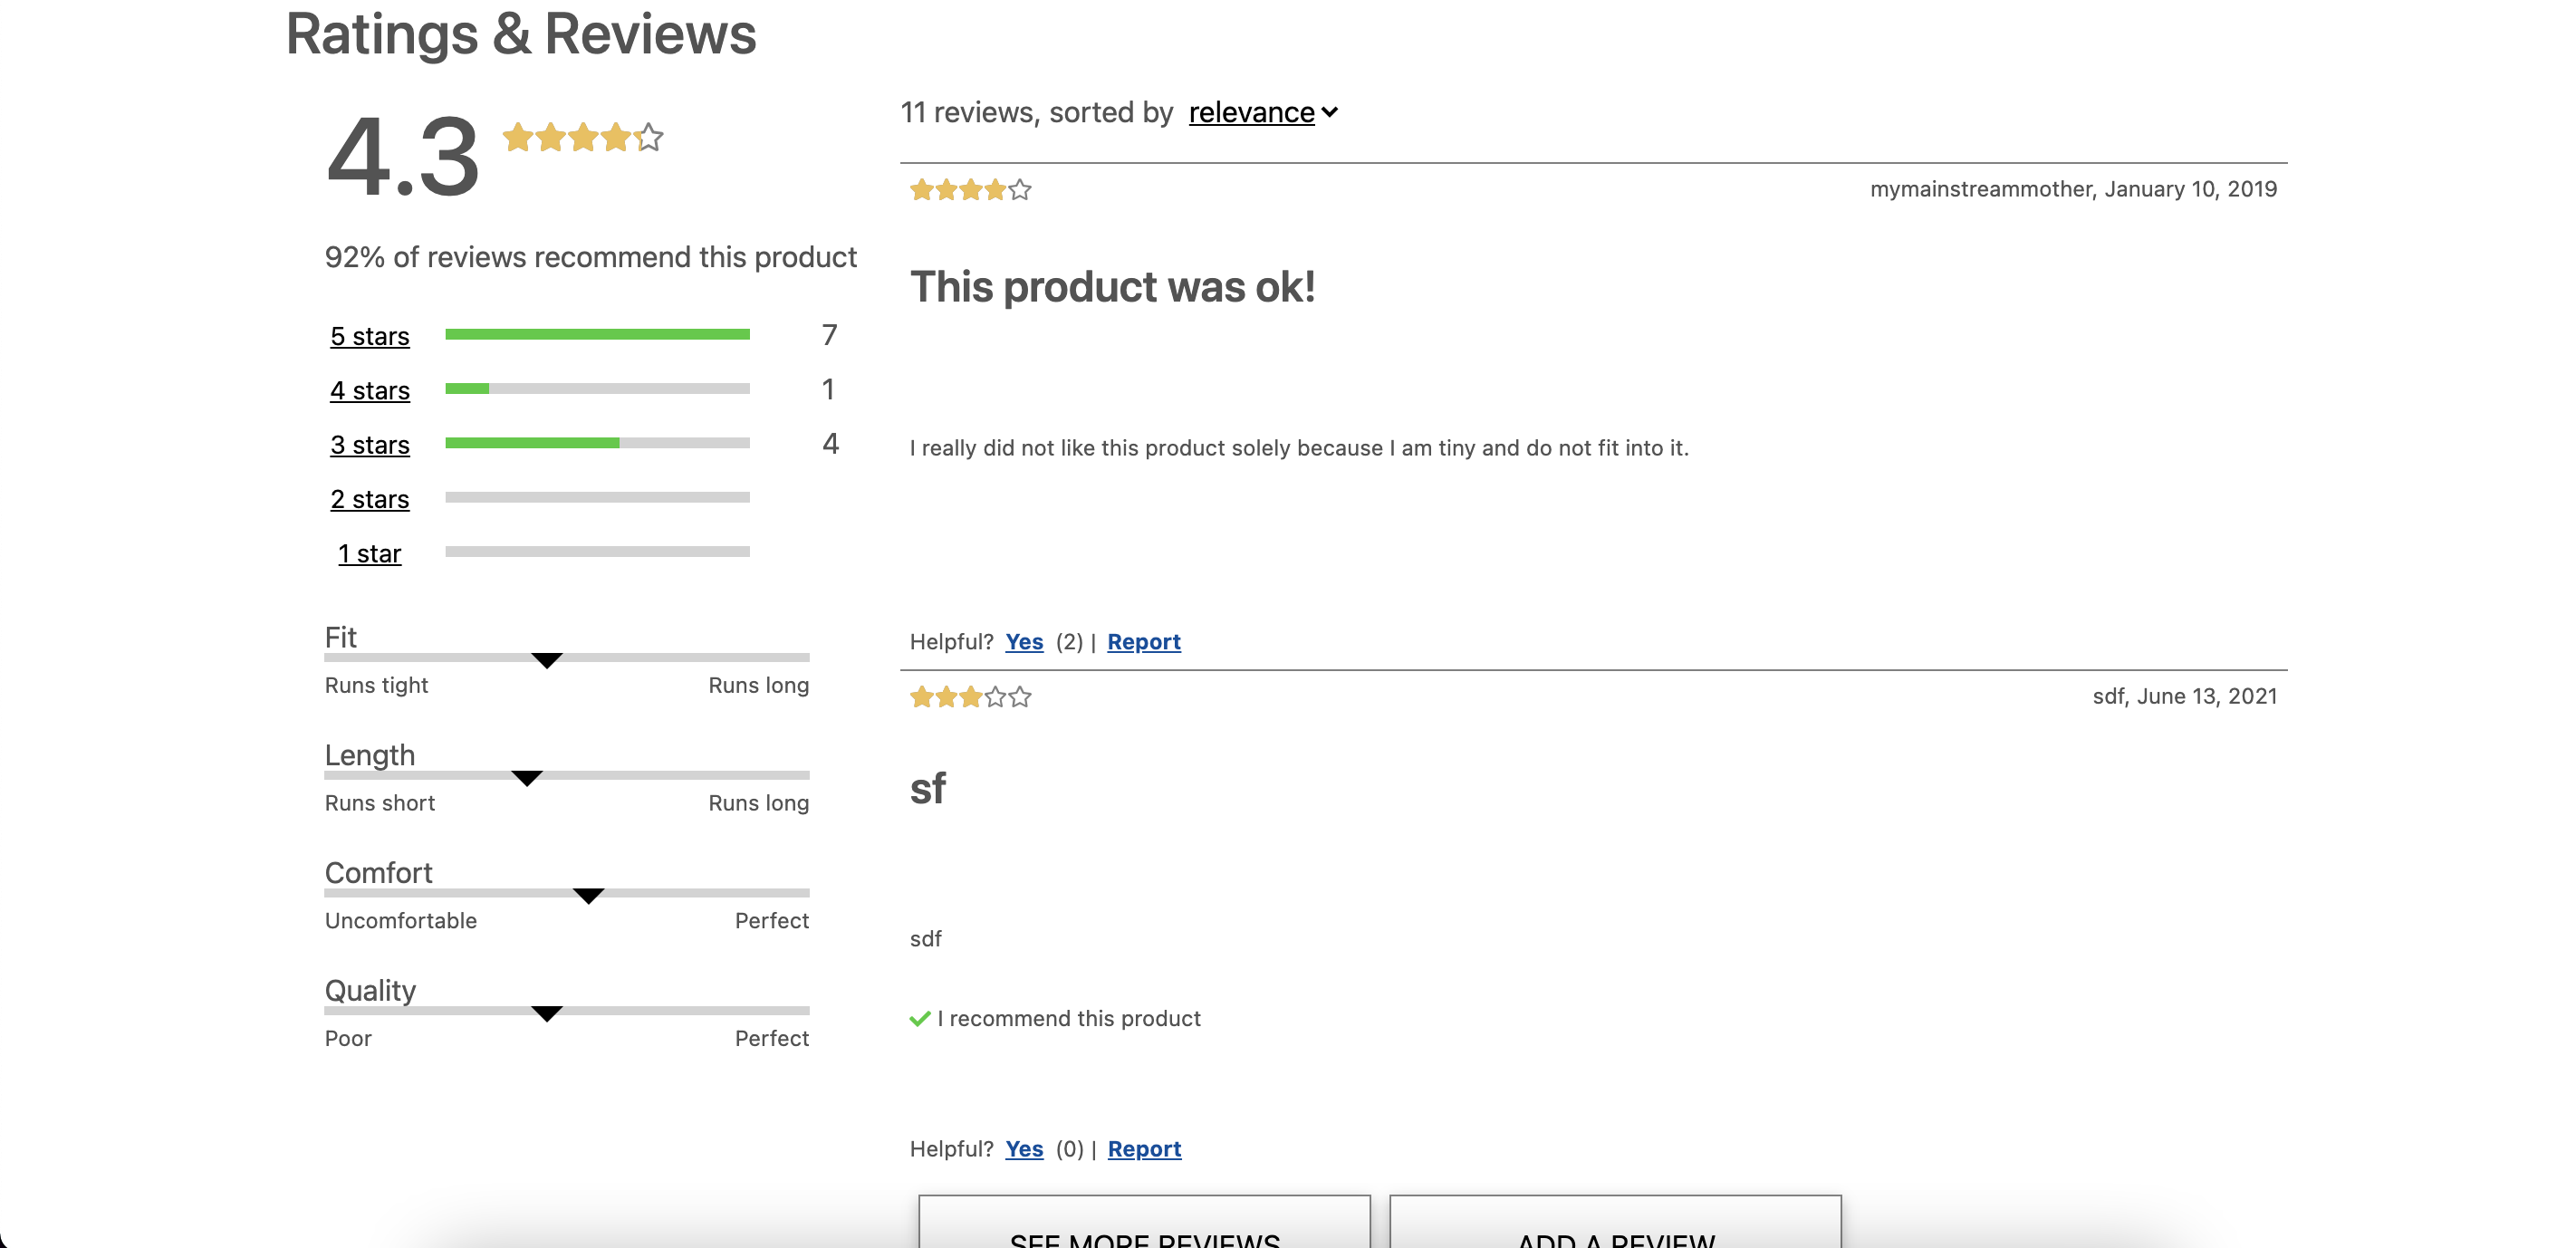 Ratings & Reviews
4.3
92% of reviews recommend this product
5 stars 7
4 stars 1
3 stars 4
2 stars
1 star
Fit
Runs tight Runs long
Length
Runs short Runs long
Comfort
Uncomfortable Perfect
Quality
Poor Perfect
11 reviews, sorted by relevance
mymainstreammother, January 10, 2019
This product was ok!
I really did not like this product solely because I am tiny and do not fit into it.
Helpful? Yes (2) | Report
sdf, June 13, 2021
sf
sdf
I recommend this product
Helpful? Yes (0) | Report
SEE MORE REVIEWS ADD A REVIEW